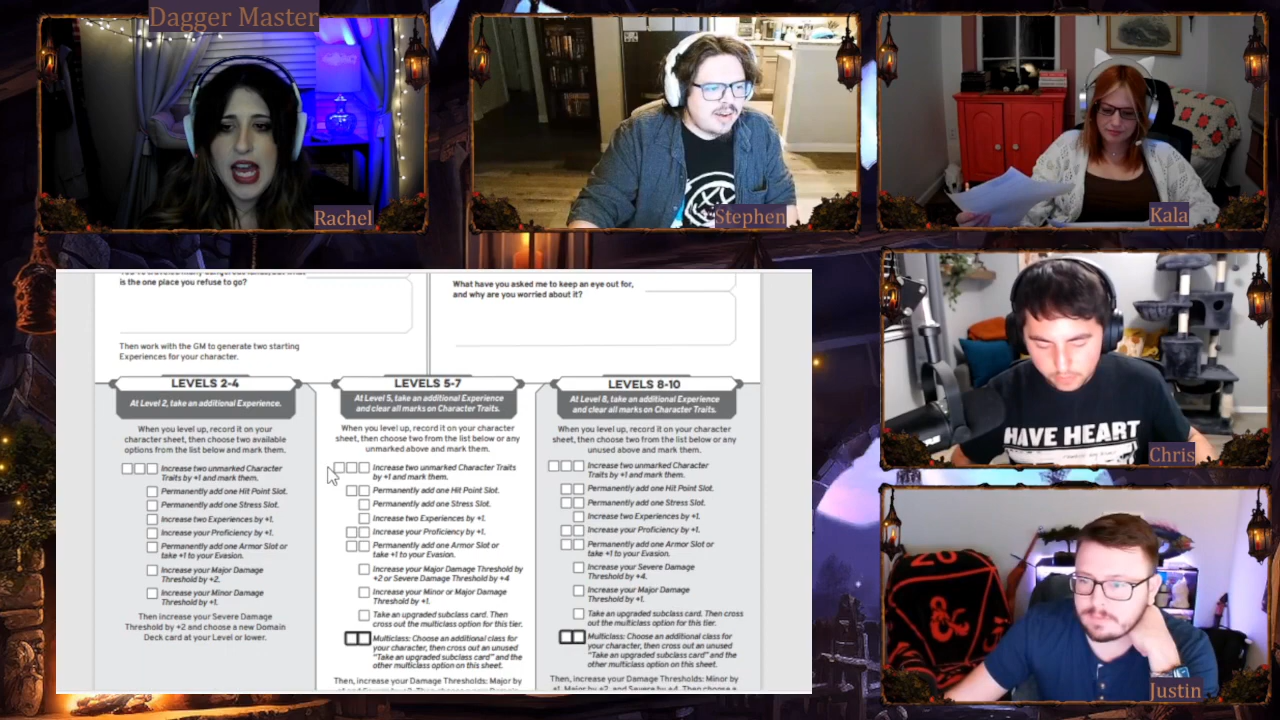 Dagger Master
Rachel
Stephen
Kala
is the one place you refuse to go?
What have you asked me to keep an eye out for,
and why are you worried about it?
Then work with the GM to generate two starting
Experiences for your character.
LEVELS 2-4
At Level 2, take an additional Experience.
When you level up, record it on your
character sheet, then choose two available
options from the list below and mark them.
Increase two unmarked Character
Traits by +1 and mark them.
Permanently add one Hit Point Slot.
Permanently add one Stress Slot.
Increase two Experiences by +1.
Increase your Proficiency by +1.
Permanently add one Armor Slot or
take +1 to your Evasion.
Increase your Major Damage
Threshold by +2.
Increase your Minor Damage
Threshold by +1.
Then increase your Severe Damage
Threshold by +2 and choose a new Domain
Deck card at your Level or lower.
LEVELS 5-7
At Level 5, take an additional Experience
and clear all marks on Character Traits.
When you level up, record it on your character
sheet, then choose two from the list below or any
unmarked above and mark them.
Increase two unmarked Character Traits
by +1 and mark them.
Permanently add one Hit Point Slot.
Permanently add one Stress Slot.
Increase two Experiences by +1.
Increase your Proficiency by +1.
Permanently add one Armor Slot or
take +1 to your Evasion.
Increase your Major Damage Threshold by
+2 or Severe Damage Threshold by +4
Increase your Minor or Major Damage
Threshold by +1.
Take an upgraded subclass card. Then
cross out the multiclass option for this tier.
Multiclass: Choose an additional class for
your character, then cross out an unused
"Take an upgraded subclass card" and the
other multiclass option on this sheet.
Then, increase your Damage Thresholds: Major by
LEVELS 8-10
At Level 8, take an additional Experience
and clear all marks on Character Traits.
When you level up, record it on your character
sheet, then choose two from the list below or any
unused above and mark them.
Increase two unmarked Character
Traits by +1 and mark them.
Permanently add one Hit Point Slot.
Permanently add one Stress Slot.
Increase two Experiences by +1.
Increase your Proficiency by +1.
Permanently add one Armor Slot or
take +1 to your Evasion.
Increase your Severe Damage
Threshold by +4.
Increase your Major Damage
Threshold by +1.
Take an upgraded subclass card. Then cross
out the multiclass option for this tier.
Multiclass: Choose an additional class for
your character, then cross out an unused
"Take an upgraded subclass card" and the
other multiclass option on this sheet.
Then, increase your Damage Thresholds: Minor by
HAVE HEART
Chris
20
&
Justin